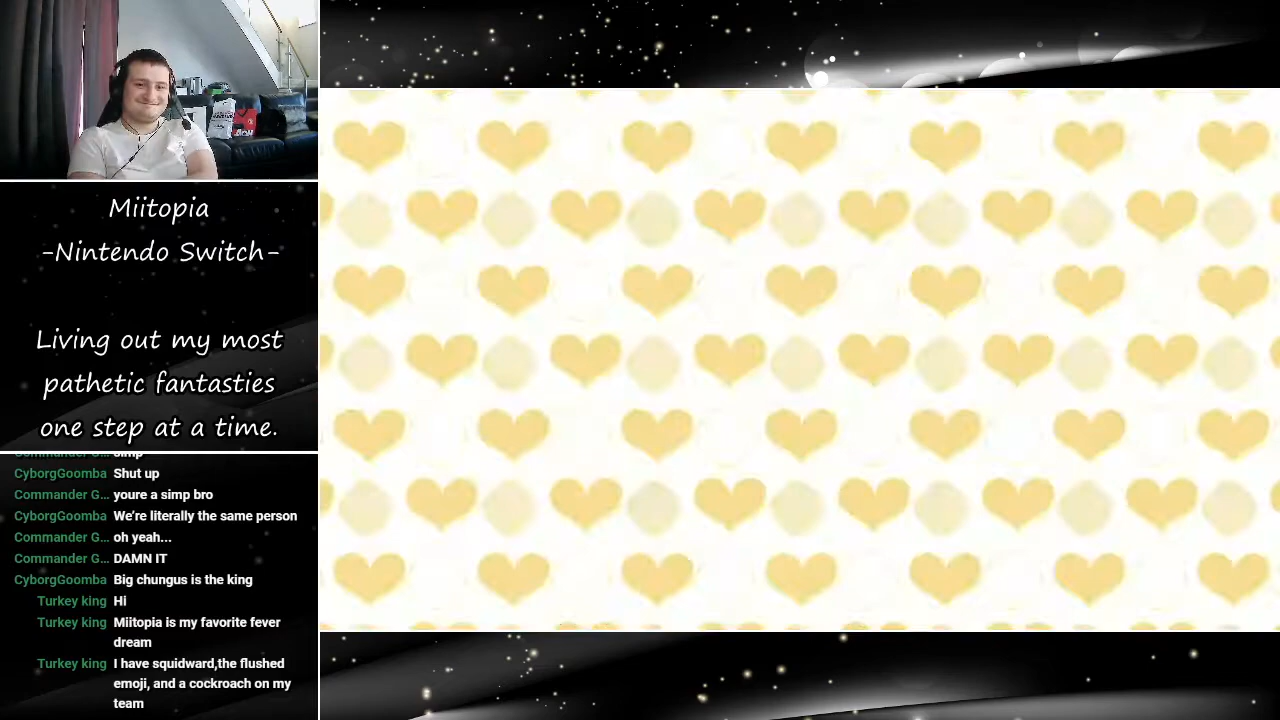 Miitopia
-Nintendo Switch-
Living out my most
pathetic fantasties
one step at a time.
Commander G... simp
CyborgGoomba Shut up
Commander G... youre a simp bro
CyborgGoomba We're literally the same person
Commander G... oh yeah...
Commander G... DAMN IT
CyborgGoomba Big chungus is the king
Turkey king Hi
Turkey king Miitopia is my favorite fever
dream
Turkey king I have squidward,the flushed
emoji, and a cockroach on my
team